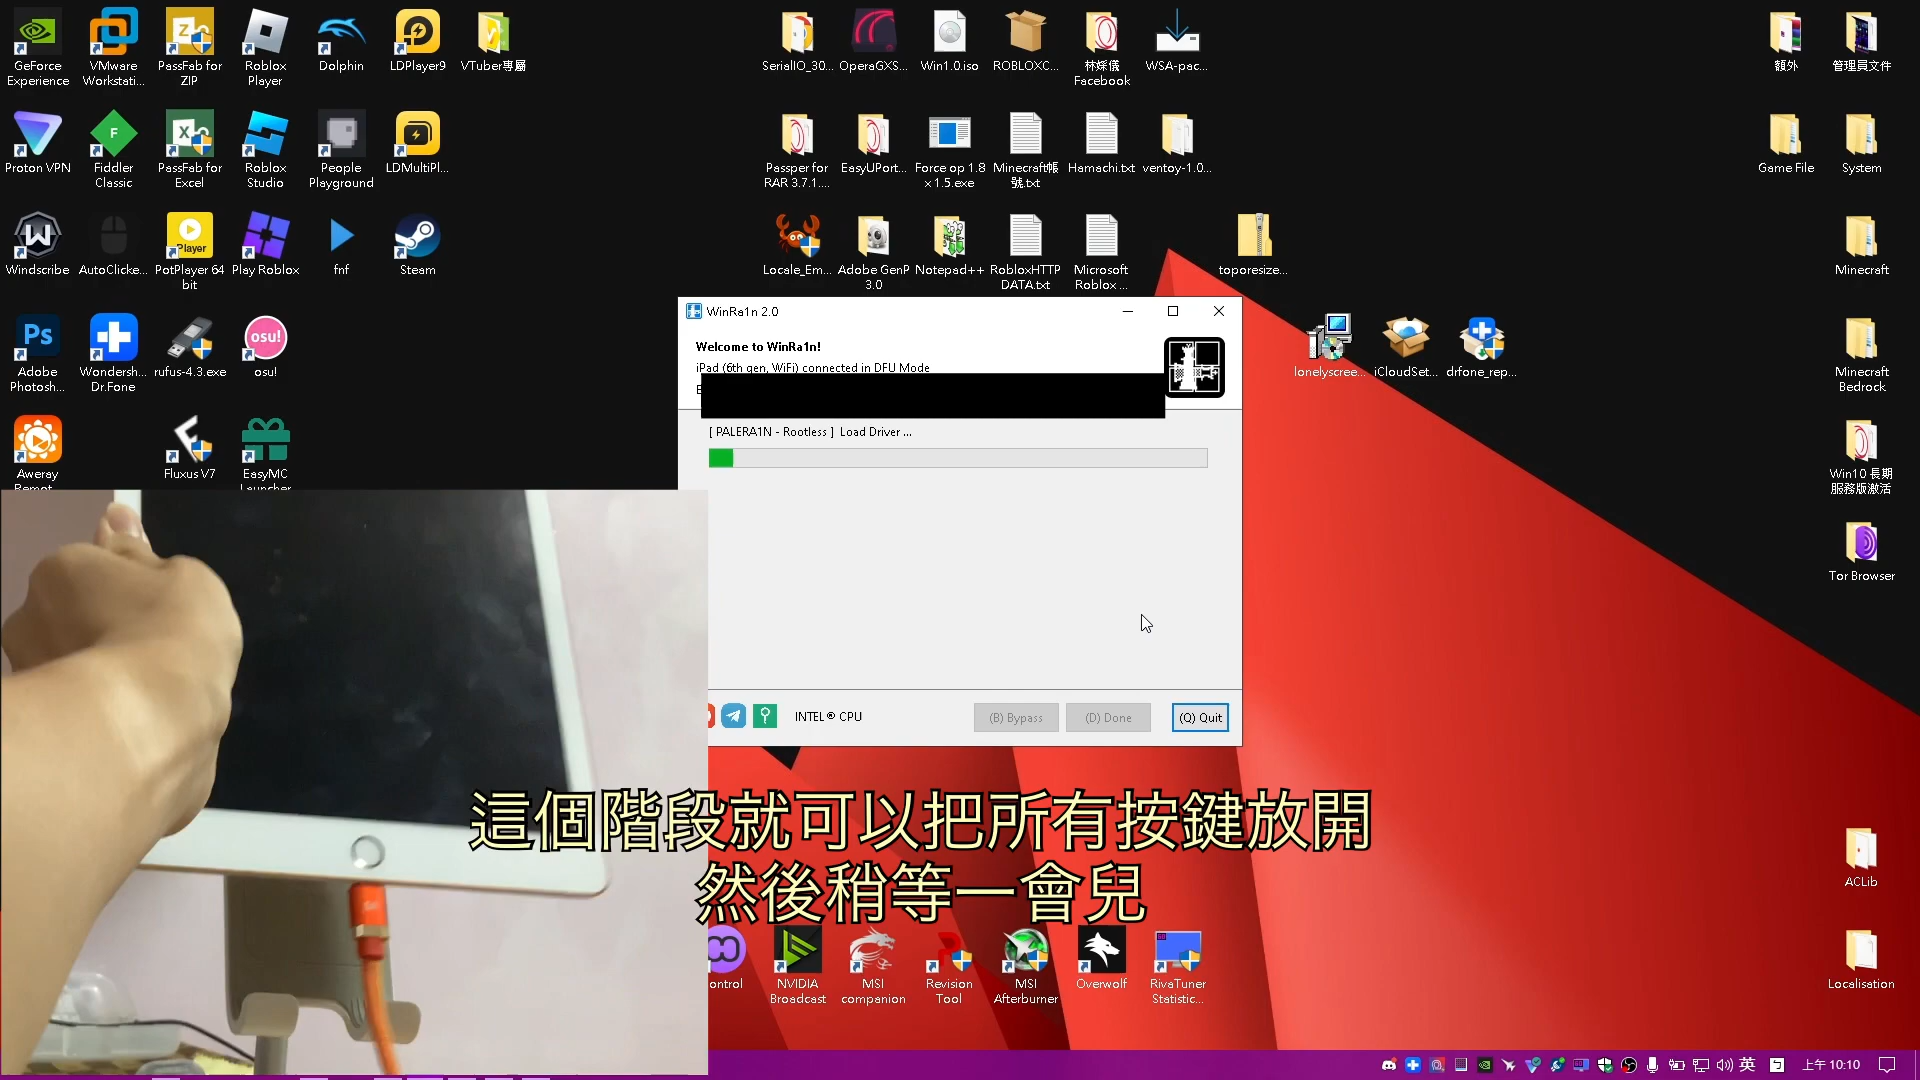 GeForce Experience
VMware Workstati...
PassFab for ZIP
Roblox Player
Dolphin
LDPlayer9
VTuber專屬
SerialIO_30...
OperaGXS...
Win1.0.iso
ROBLOXC...
林婇儀 Facebook
WSA-pac...
額外
管理員文件
Proton VPN
Fiddler Classic
PassFab for Excel
Roblox Studio
People Playground
LDMultiPl...
Passper for RAR 3.7.1....
EasyUPort...
Force op 1.8 x 1.5.exe
Minecraft帳號.txt
Hamachi.txt
ventoy-1.0...
Game File
System
Windscribe
AutoClicke...
PotPlayer 64 bit
Play Roblox
fnf
Steam
Locale_Em...
Adobe GenP 3.0
Notepad++
RobloxHTTPDATA.txt
Microsoft Roblox ...
toporesize...
Minecraft
Adobe Photosh...
Wondersh... Dr.Fone
rufus-4.3.exe
osu!
lonelyscree...
iCloudSet...
drfone_rep...
Minecraft Bedrock
Aweray Remot...
Fluxus V7
EasyMC Launcher
Win10 長期服務版激活
Tor Browser
WinRa1n 2.0
Welcome to WinRa1n!
iPad (6th gen, WiFi) connected in DFU Mode
[ PALERA1N - Rootless ] Load Driver ...
INTEL® CPU
(B) Bypass
(D) Done
(Q) Quit
這個階段就可以把所有按鍵放開
然後稍等一會兒
ACLib
ontrol
NVIDIA Broadcast
MSI companion
Revision Tool
MSI Afterburner
Overwolf
RivaTuner Statistic...
Localisation
英
上午 10:10